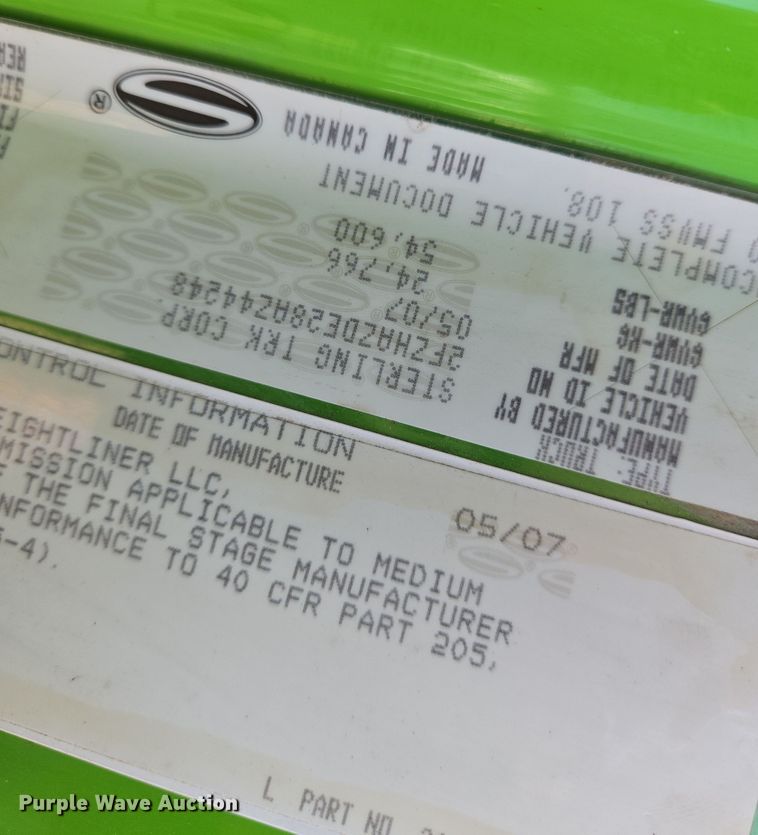 TYPE: TRUCK
MANUFACTURED BY STERLING TRK CORP.
VEHICLE ID NO 2FZHAZDE28AZ44248
DATE OF MFR 05/07
GVWR-KG 24,766
GVWR-LBS 54,600
COMPLETE VEHICLE DOCUMENT
FMVSS 108.
MADE IN CANADA
®
ONTROL INFORMATION
DATE OF MANUFACTURE 05/07
EIGHTLINER LLC,
MISSION APPLICABLE TO MEDIUM
THE FINAL STAGE MANUFACTURER
NFORMANCE TO 40 CFR PART 205,
-4).
L PART NO
Purple Wave Auction